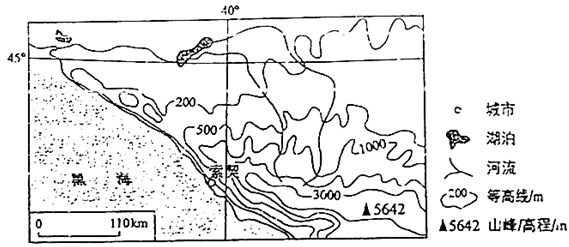 40°
45°
200
500
1000
索契
3600
▲5642
黑海
0 110km
城市
湖泊
河流
200 等高线/m
▲5642 山峰/高程/m